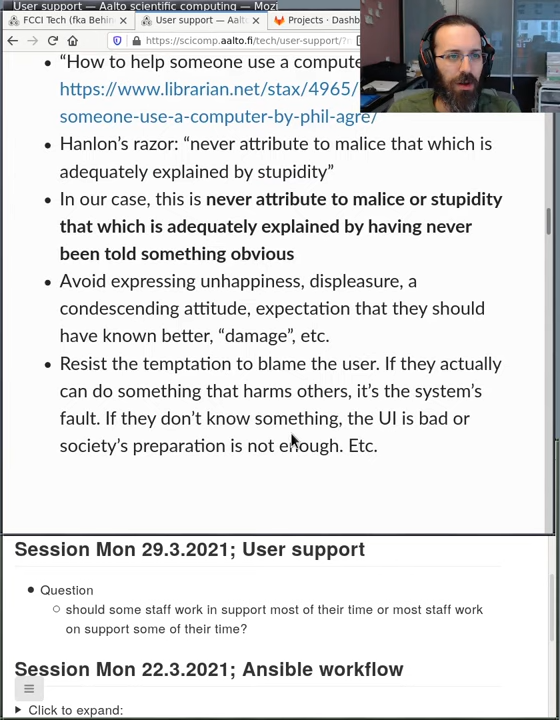 User support — Aalto scientific computing — Mozi
FCCI Tech (fka Behin
User support — Aalto
Projects · Dashb
https://scicomp.aalto.fi/tech/user-support/?
“How to help someone use a compute
https://www.librarian.net/stax/4965/
someone-use-a-computer-by-phil-agre/
Hanlon’s razor: “never attribute to malice that which is
adequately explained by stupidity”
In our case, this is never attribute to malice or stupidity
that which is adequately explained by having never
been told something obvious
Avoid expressing unhappiness, displeasure, a
condescending attitude, expectation that they should
have known better, “damage”, etc.
Resist the temptation to blame the user. If they actually
can do something that harms others, it’s the system’s
fault. If they don’t know something, the UI is bad or
society’s preparation is not enough. Etc.
Session Mon 29.3.2021; User support
Question
should some staff work in support most of their time or most staff work
on support some of their time?
Session Mon 22.3.2021; Ansible workflow
Click to expand: